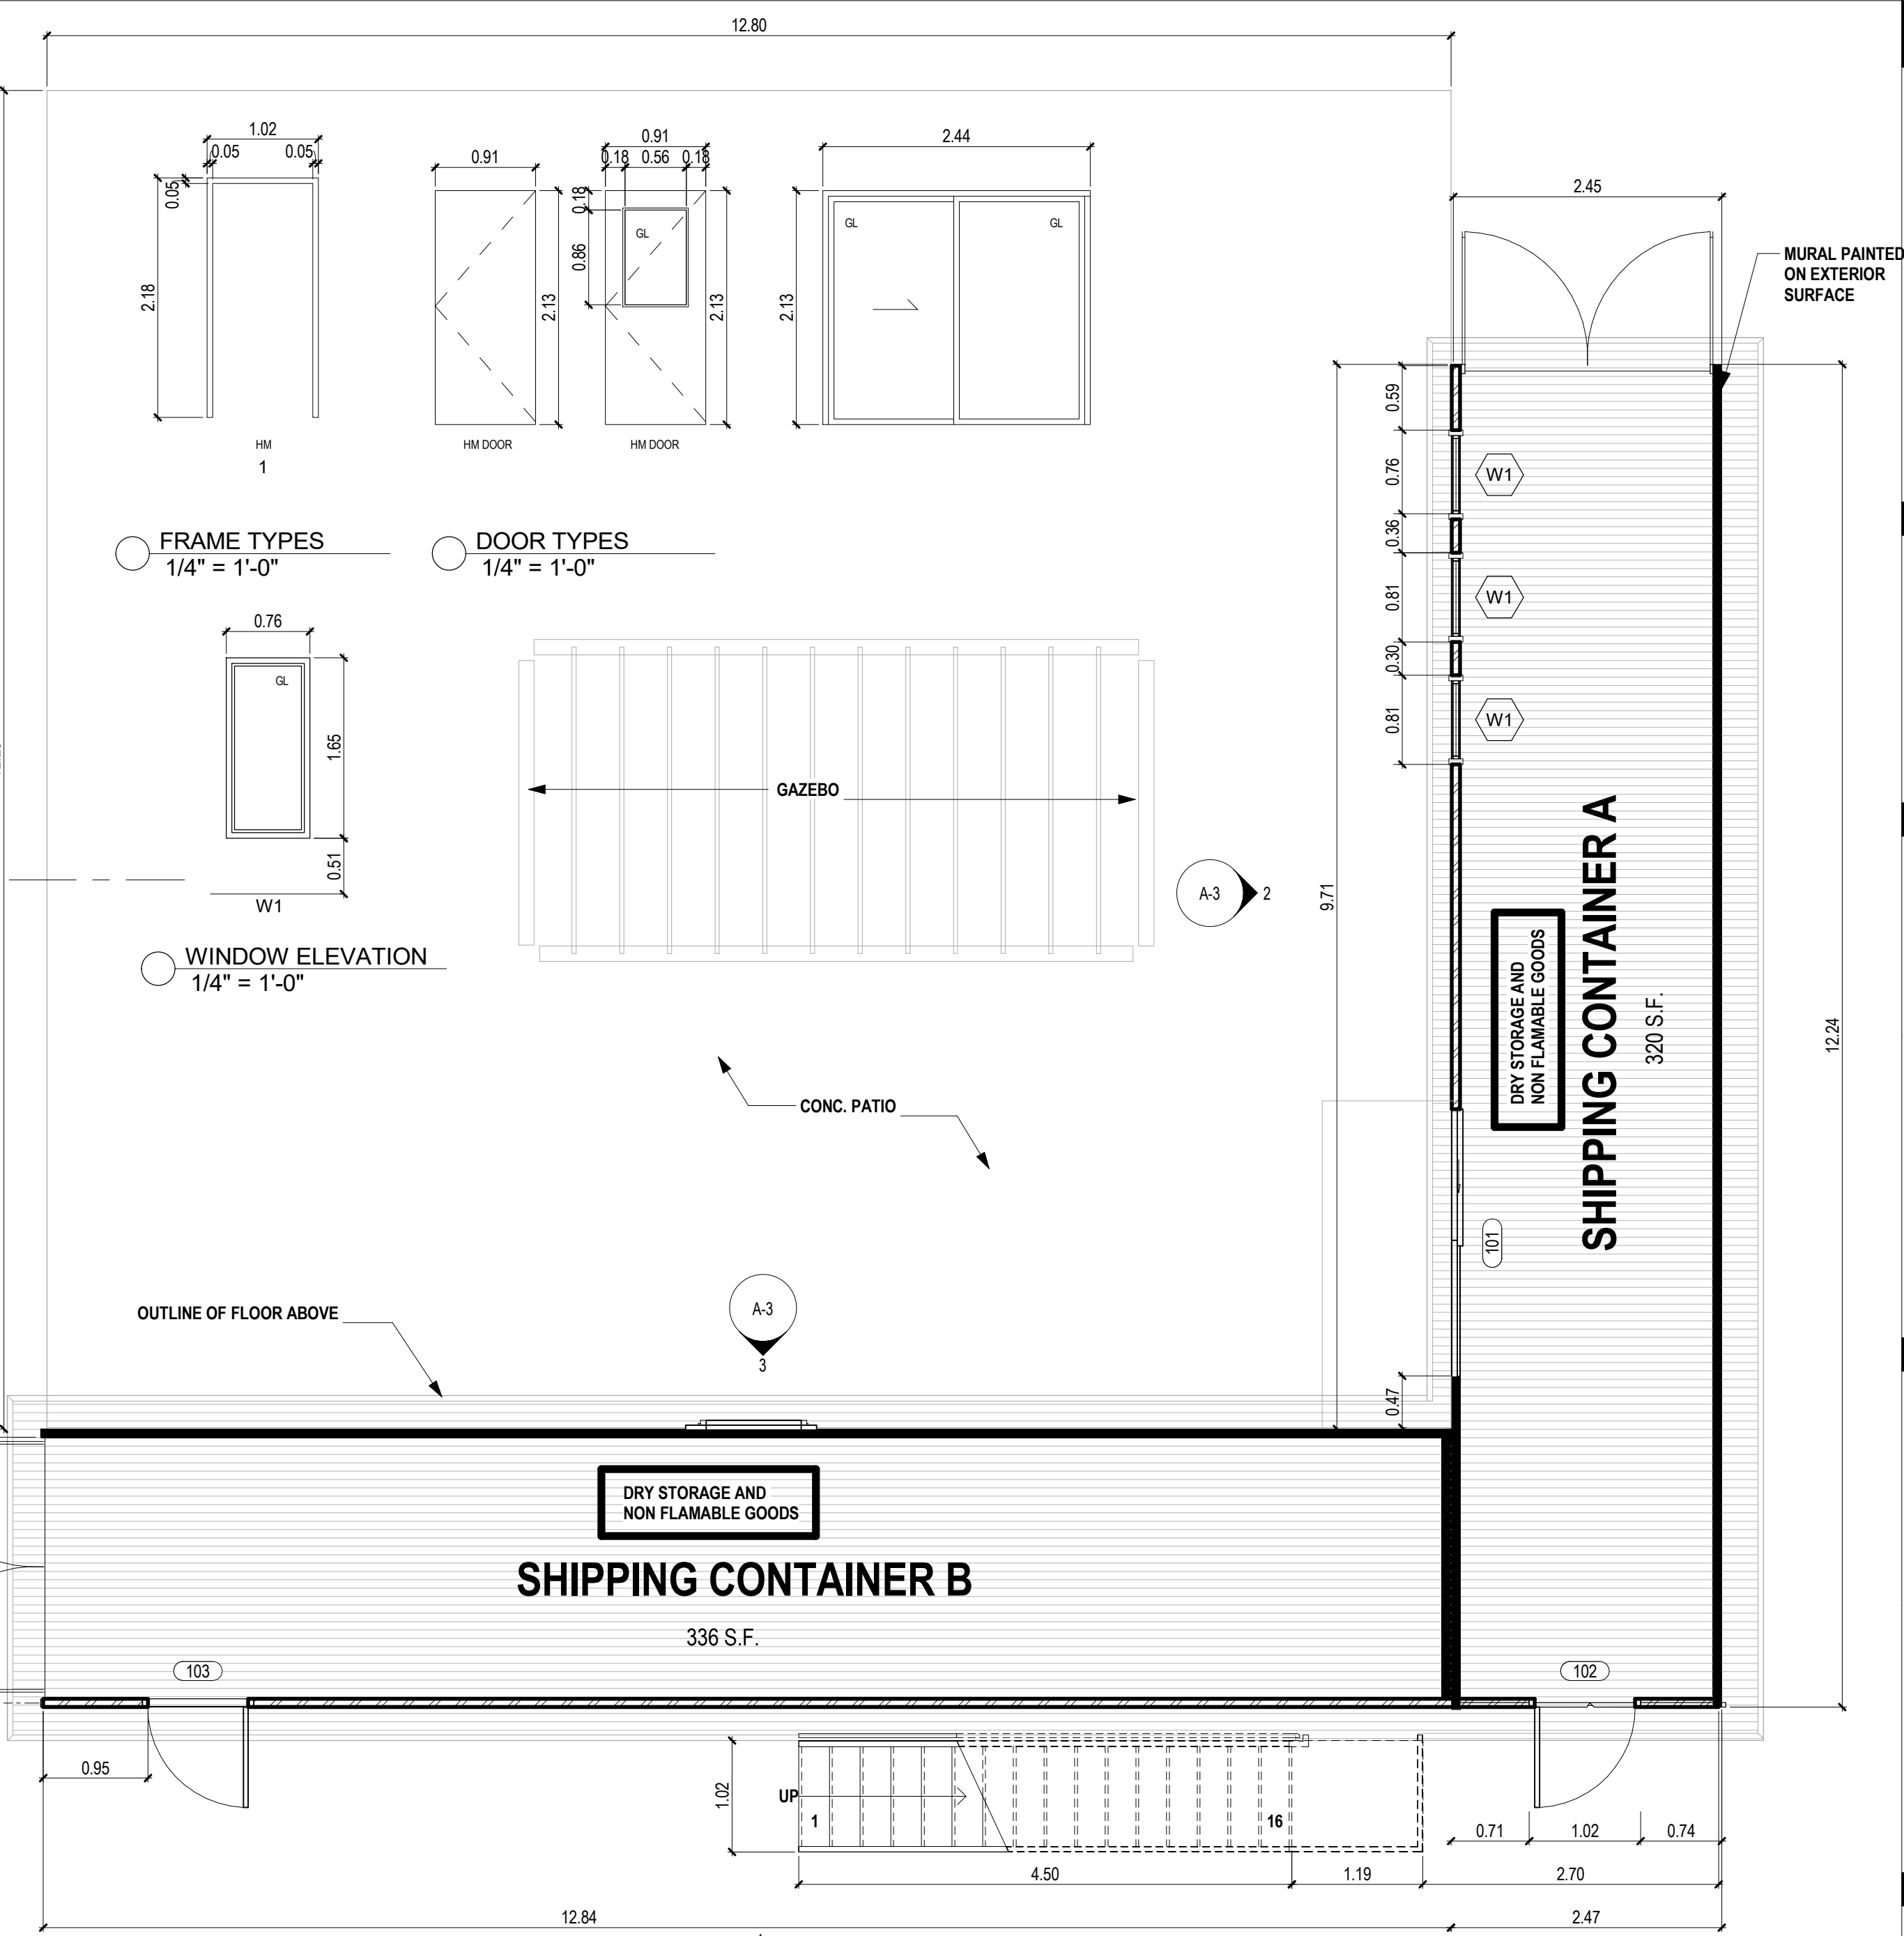 12.80
1.02
0.05
0.05
0.05
2.18
HM
1
0.91
2.13
HM DOOR
0.91
0.18
0.56
0.18
0.18
0.86
GL
2.13
HM DOOR
2.44
2.13
GL
GL
2.45
MURAL PAINTED
ON EXTERIOR
SURFACE
FRAME TYPES
1/4" = 1'-0"
DOOR TYPES
1/4" = 1'-0"
0.76
GL
1.65
0.51
W1
WINDOW ELEVATION
1/4" = 1'-0"
GAZEBO
0.59
0.76
0.36
0.81
0.30
0.81
W1
W1
W1
A-3
2
9.71
DRY STORAGE AND
NON FLAMABLE GOODS
SHIPPING CONTAINER A
320 S.F.
12.24
CONC. PATIO
101
OUTLINE OF FLOOR ABOVE
A-3
3
0.47
DRY STORAGE AND
NON FLAMABLE GOODS
SHIPPING CONTAINER B
336 S.F.
103
102
0.95
1.02
UP
1
16
0.71
1.02
0.74
4.50
1.19
2.70
12.84
2.47